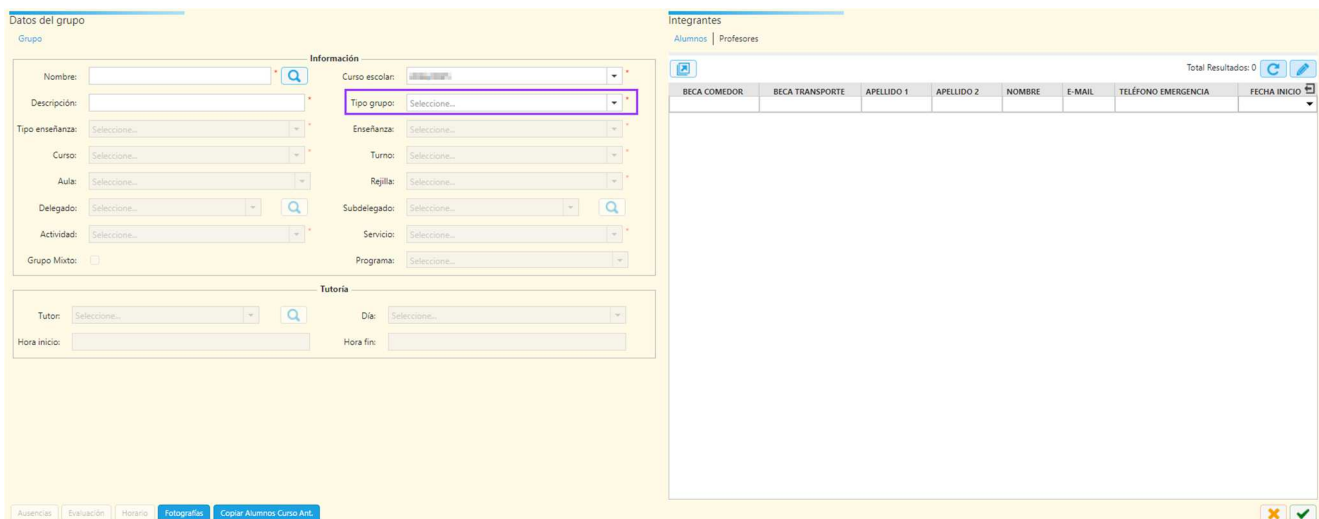 Datos del grupo
Grupo
Información
Nombre: * Curso escolar: *
Descripción: * Tipo grupo: Seleccione... *
Tipo enseñanza: Seleccione... * Enseñanza: Seleccione... *
Curso: Seleccione... * Turno: Seleccione... *
Aula: Seleccione... Rejilla: Seleccione... *
Delegado: Seleccione... Subdelegado: Seleccione...
Actividad: Seleccione... * Servicio: Seleccione... *
Grupo Mixto: Programa: Seleccione...
Tutoría
Tutor: Seleccione... Día: Seleccione...
Hora inicio: Hora fin:
Ausencias Evaluación Horario Fotografías Copiar Alumnos Curso Ant.
Integrantes
Alumnos | Profesores
Total Resultados: 0
BECA COMEDOR BECA TRANSPORTE APELLIDO 1 APELLIDO 2 NOMBRE E-MAIL TELÉFONO EMERGENCIA FECHA INICIO